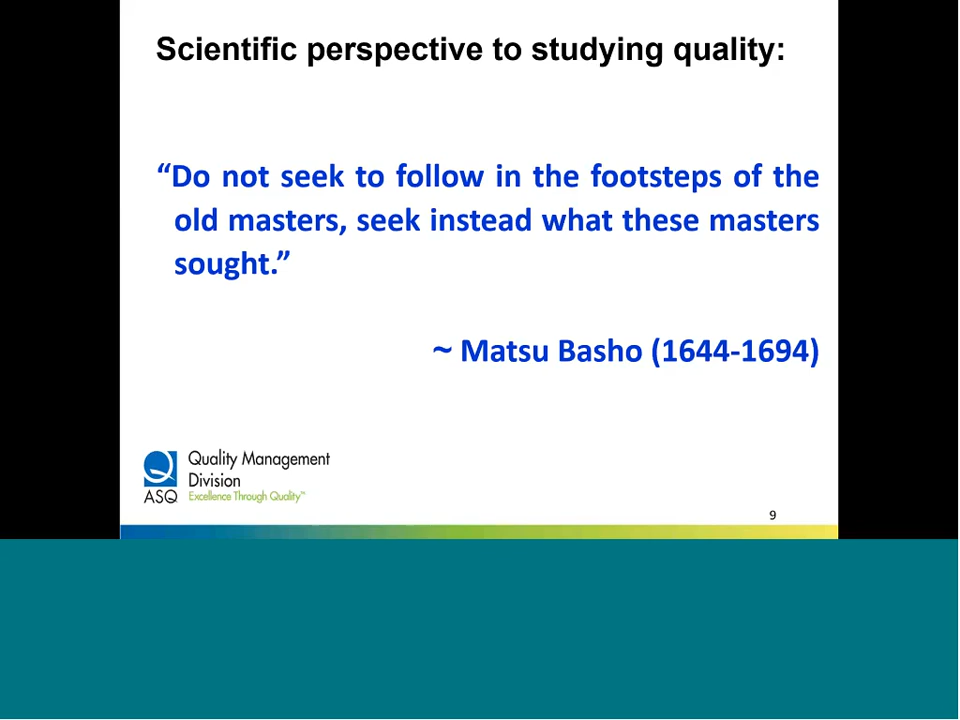 Scientific perspective to studying quality:
“Do not seek to follow in the footsteps of the
old masters, seek instead what these masters
sought.”
~ Matsu Basho (1644-1694)
Quality Management
Division
ASQ Excellence Through Quality™
9